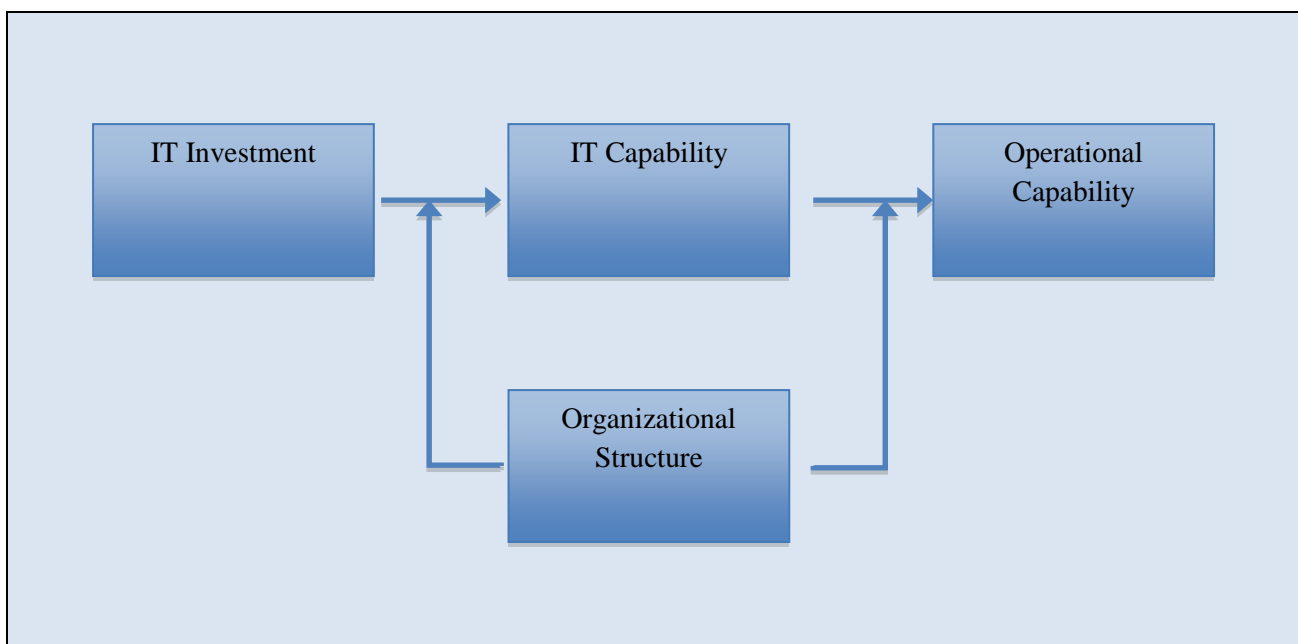 IT Investment
IT Capability
Operational
Capability
Organizational
Structure